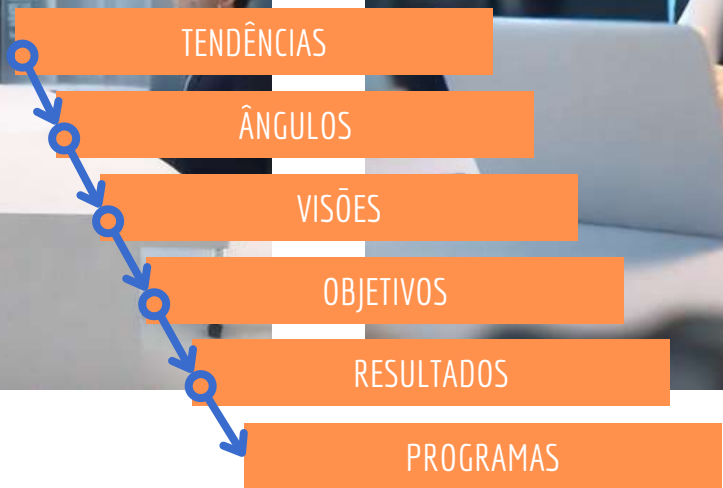 TENDÊNCIAS
ÂNGULOS
VISÕES
OBJETIVOS
RESULTADOS
PROGRAMAS